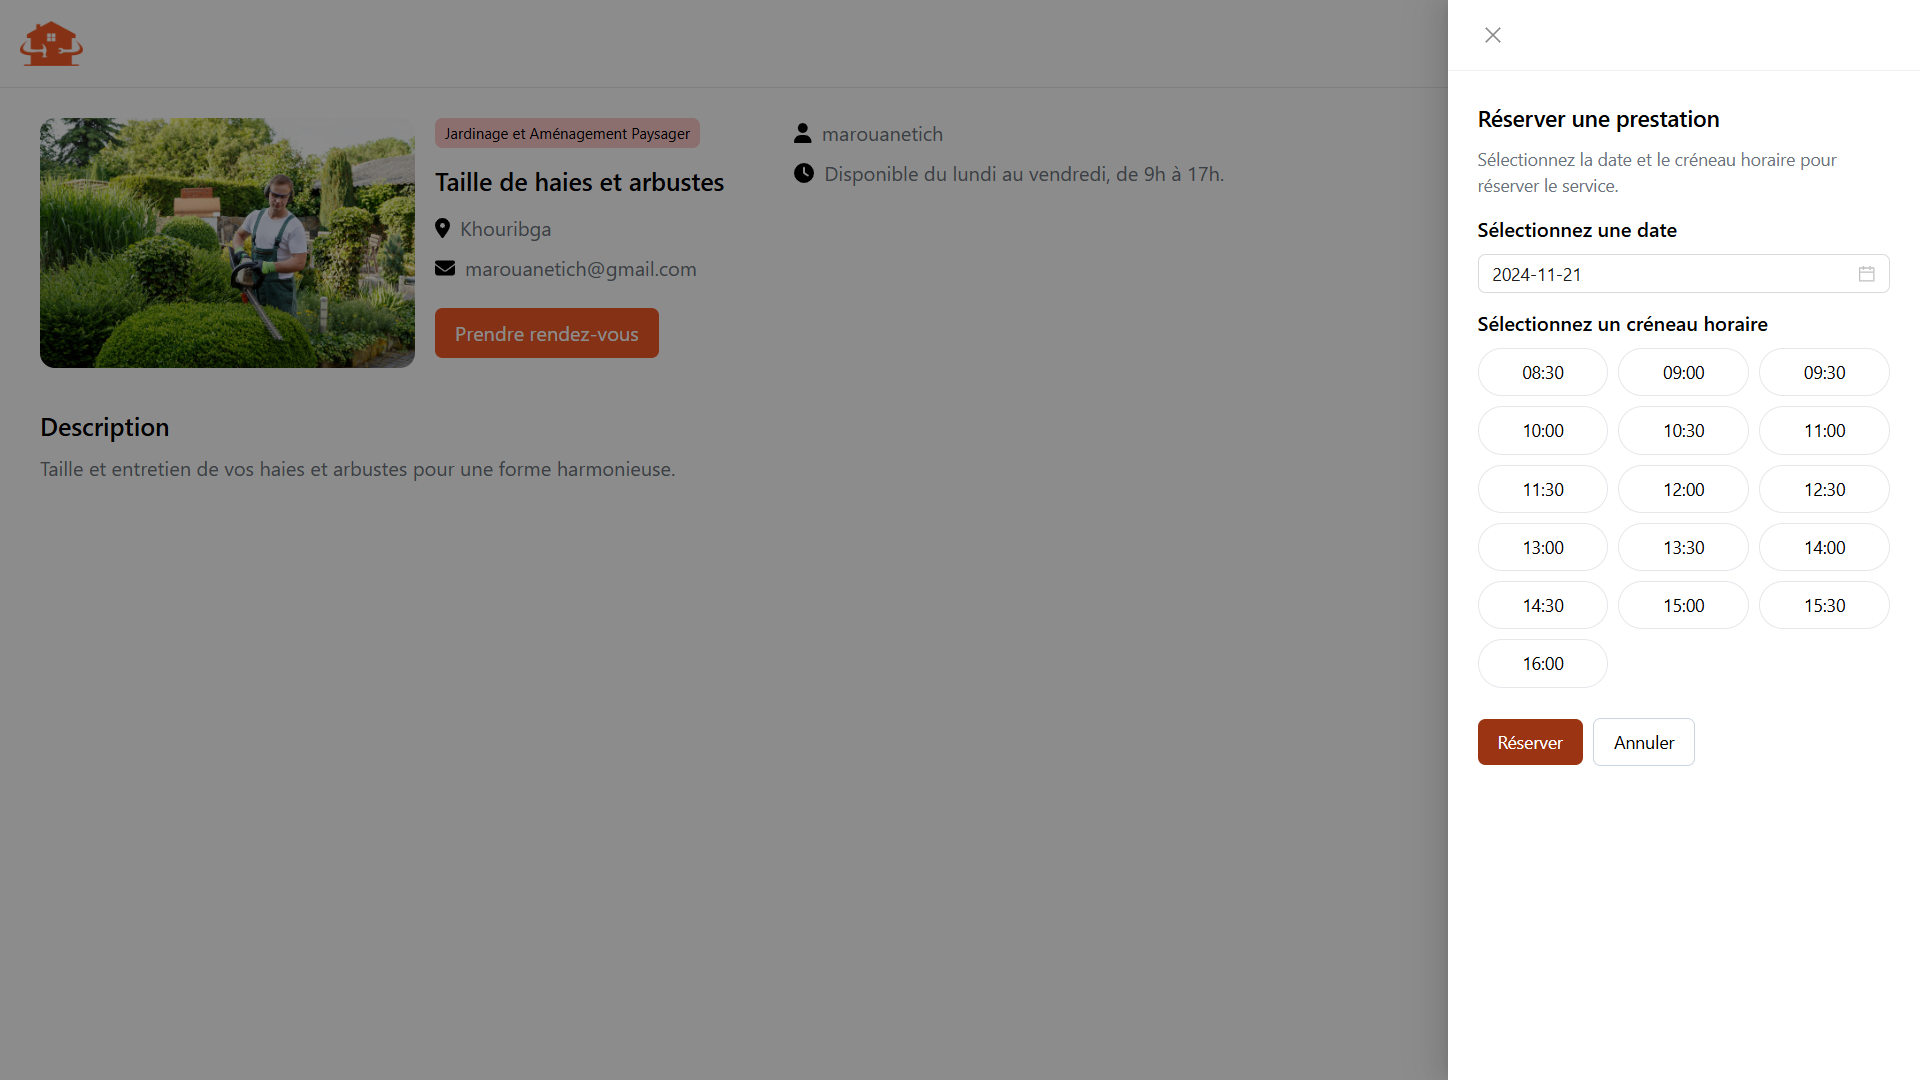 Jardinage et Aménagement Paysager
Taille de haies et arbustes
Khouribga
marouanetich@gmail.com
Prendre rendez-vous
marouanetich
Disponible du lundi au vendredi, de 9h à 17h.
Description
Taille et entretien de vos haies et arbustes pour une forme harmonieuse.
Réserver une prestation
Sélectionnez la date et le créneau horaire pour
réserver le service.
Sélectionnez une date
2024-11-21
Sélectionnez un créneau horaire
08:30 09:00 09:30
10:00 10:30 11:00
11:30 12:00 12:30
13:00 13:30 14:00
14:30 15:00 15:30
16:00
Réserver Annuler